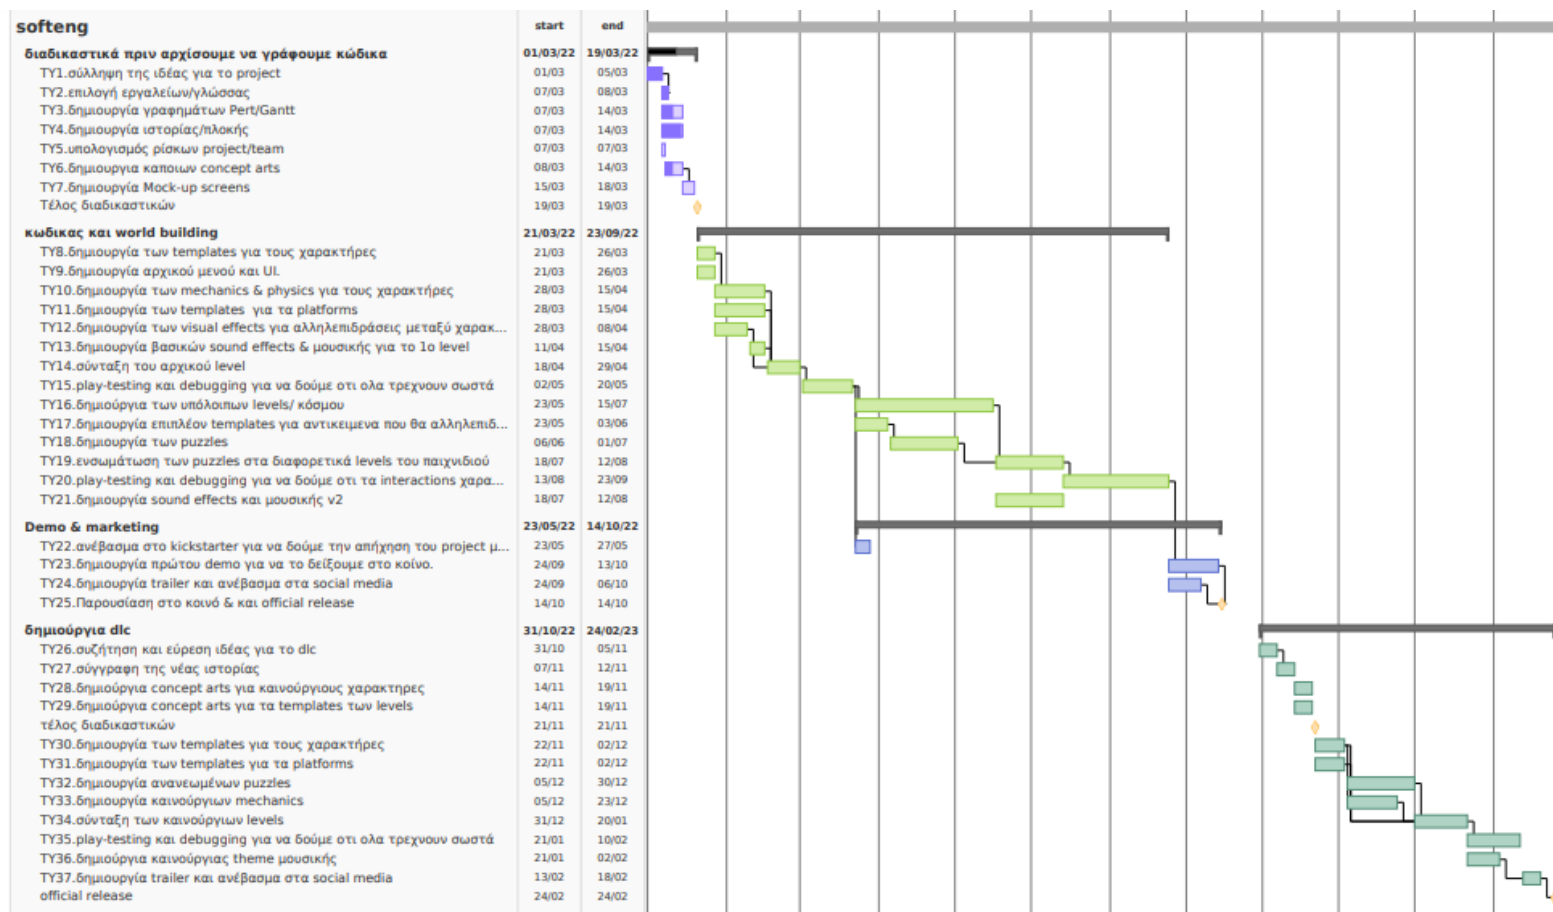 softeng start end
διαδικαστικά πριν αρχίσουμε να γράφουμε κώδικα 01/03/22 19/03/22
TY1.σύλληψη της ιδέας για το project 01/03 05/03
TY2.επιλογή εργαλείων/γλώσσας 07/03 08/03
TY3.δημιουργία γραφημάτων Pert/Gantt 07/03 14/03
TY4.δημιουργία ιστορίας/πλοκής 07/03 14/03
TY5.υπολογισμός ρίσκων project/team 07/03 07/03
TY6.δημιουργια καποιων concept arts 08/03 14/03
TY7.δημιουργία Mock-up screens 15/03 18/03
Τέλος διαδικαστικών 19/03 19/03
κωδικας και world building 21/03/22 23/09/22
TY8.δημιουργία των templates για τους χαρακτήρες 21/03 26/03
TY9.δημιουργία αρχικού μενού και UI. 21/03 26/03
TY10.δημιουργία των mechanics & physics για τους χαρακτήρες 28/03 15/04
TY11.δημιουργία των templates για τα platforms 28/03 15/04
TY12.δημιουργία των visual effects για αλληλεπιδράσεις μεταξύ χαρακ... 28/03 08/04
TY13.δημιουργία βασικών sound effects & μουσικής για το 1ο level 11/04 15/04
TY14.σύνταξη του αρχικού level 18/04 29/04
TY15.play-testing και debugging για να δούμε οτι ολα τρεχνουν σωστά 02/05 20/05
TY16.δημιούργια των υπόλοιπων levels/ κόσμου 23/05 15/07
TY17.δημιουργία επιπλέον templates για αντικειμενα που θα αλληλεπιδ... 23/05 03/06
TY18.δημιουργία των puzzles 06/06 01/07
TY19.ενσωμάτωση των puzzles στα διαφορετικά levels του παιχνιδιού 18/07 12/08
TY20.play-testing και debugging για να δούμε οτι τα interactions χαρα... 13/08 23/09
TY21.δημιουργία sound effects και μουσικής v2 18/07 12/08
Demo & marketing 23/05/22 14/10/22
TY22.ανέβασμα στο kickstarter για να δούμε την απήχηση του project μ... 23/05 27/05
TY23.δημιουργία πρώτου demo για να το δείξουμε στο κοίνο. 24/09 13/10
TY24.δημιουργία trailer και ανέβασμα στα social media 24/09 06/10
TY25.Παρουσίαση στο κοινό & και official release 14/10 14/10
δημιούργια dlc 31/10/22 24/02/23
TY26.συζήτηση και εύρεση ιδέας για το dlc 31/10 05/11
TY27.σύγγραφη της νέας ιστορίας 07/11 12/11
TY28.δημιούργια concept arts για καινούργιους χαρακτηρες 14/11 19/11
TY29.δημιούργια concept arts για τα templates των levels 14/11 19/11
τέλος διαδικαστικών 21/11 21/11
TY30.δημιουργία των templates για τους χαρακτήρες 22/11 02/12
TY31.δημιουργία των templates για τα platforms 22/11 02/12
TY32.δημιουργία ανανεωμένων puzzles 05/12 30/12
TY33.δημιουργία καινούργιων mechanics 05/12 23/12
TY34.σύνταξη των καινούργιων levels 31/12 20/01
TY35.play-testing και debugging για να δούμε οτι ολα τρεχνουν σωστά 21/01 10/02
TY36.δημιούργια καινούργιας theme μουσικής 21/01 02/02
TY37.δημιουργία trailer και ανέβασμα στα social media 13/02 18/02
official release 24/02 24/02